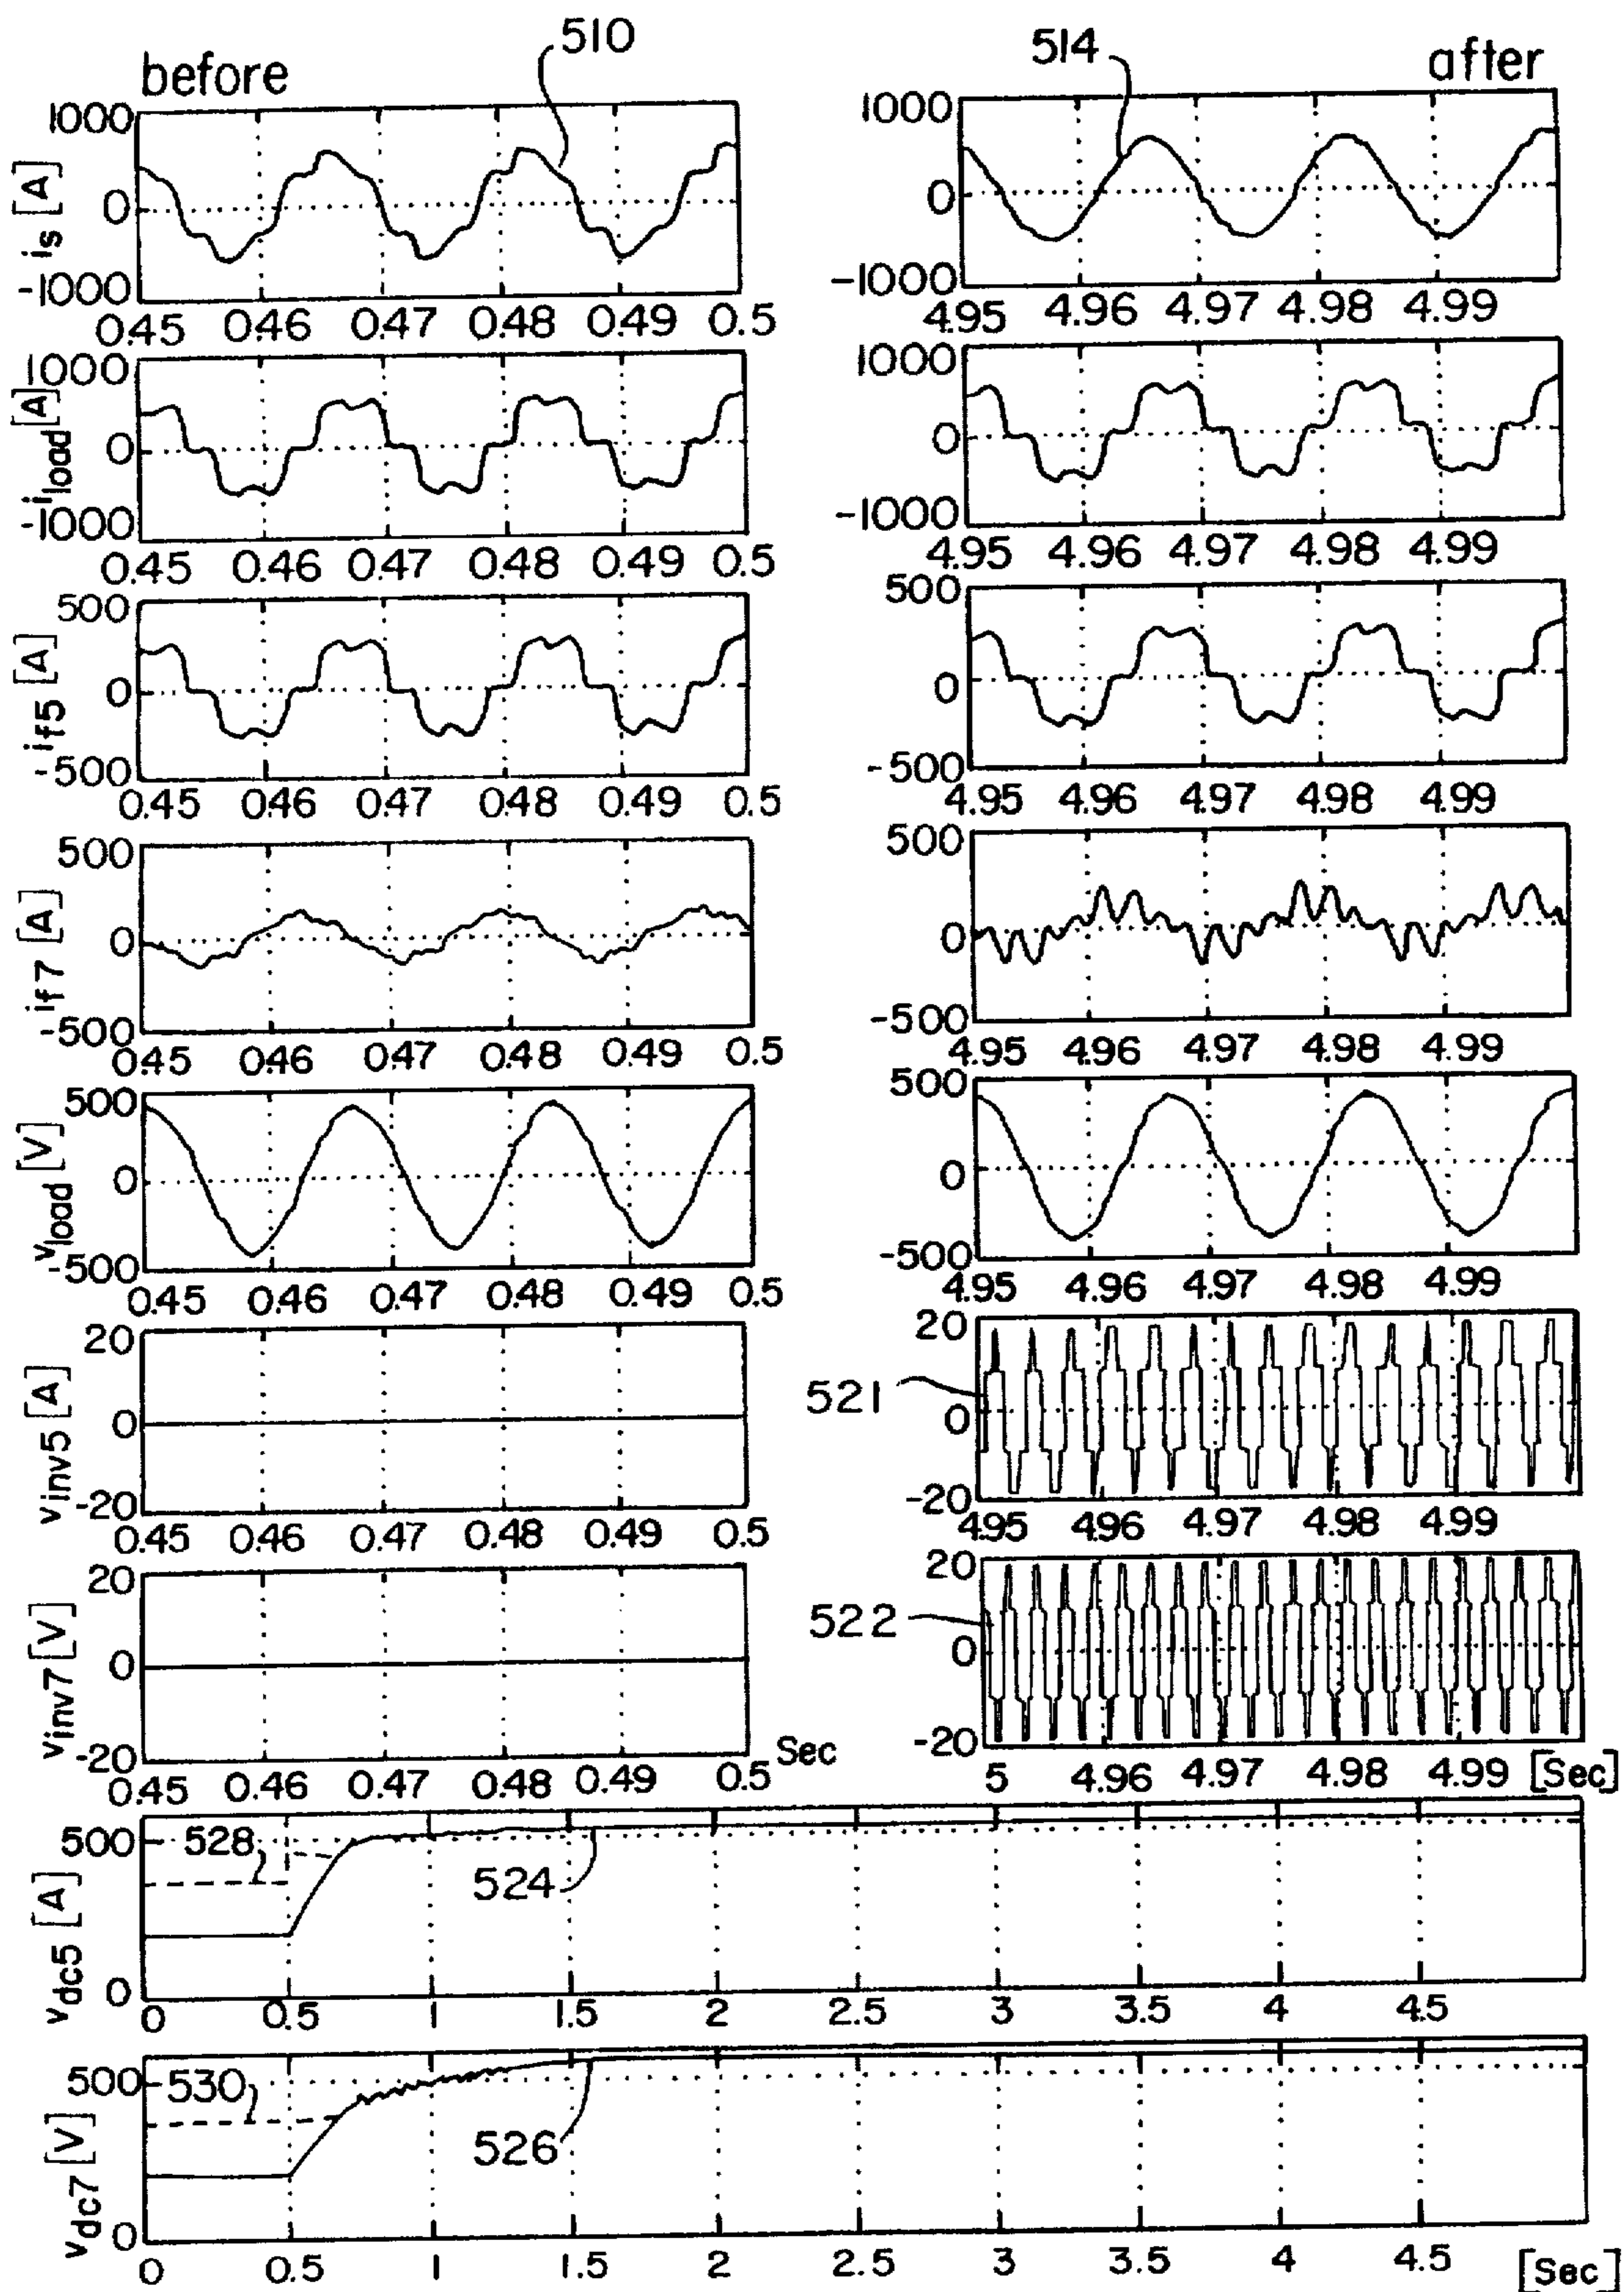 before
510
514
after
1000
0
-1000
is [A]
0.45 0.46 0.47 0.48 0.49 0.5
1000
0
-1000
4.95 4.96 4.97 4.98 4.99
1000
0
-1000
iload [A]
0.45 0.46 0.47 0.48 0.49 0.5
1000
0
-1000
4.95 4.96 4.97 4.98 4.99
500
0
-500
if5 [A]
0.45 0.46 0.47 0.48 0.49 0.5
500
0
-500
4.95 4.96 4.97 4.98 4.99
500
0
-500
if7 [A]
0.45 0.46 0.47 0.48 0.49 0.5
500
0
-500
4.95 4.96 4.97 4.98 4.99
500
0
-500
vload [V]
0.45 0.46 0.47 0.48 0.49 0.5
500
0
-500
4.95 4.96 4.97 4.98 4.99
20
0
-20
vinv5 [A]
0.45 0.46 0.47 0.48 0.49 0.5
521
20
0
-20
4.95 4.96 4.97 4.98 4.99
20
0
-20
vinv7 [V]
0.45 0.46 0.47 0.48 0.49 0.5 Sec
522
20
0
-20
5 4.96 4.97 4.98 4.99 [Sec]
500
0
vdc5 [A]
528
524
0 0.5 1 1.5 2 2.5 3 3.5 4 4.5
500
0
vdc7 [V]
530
526
0 0.5 1 1.5 2 2.5 3 3.5 4 4.5 [Sec]